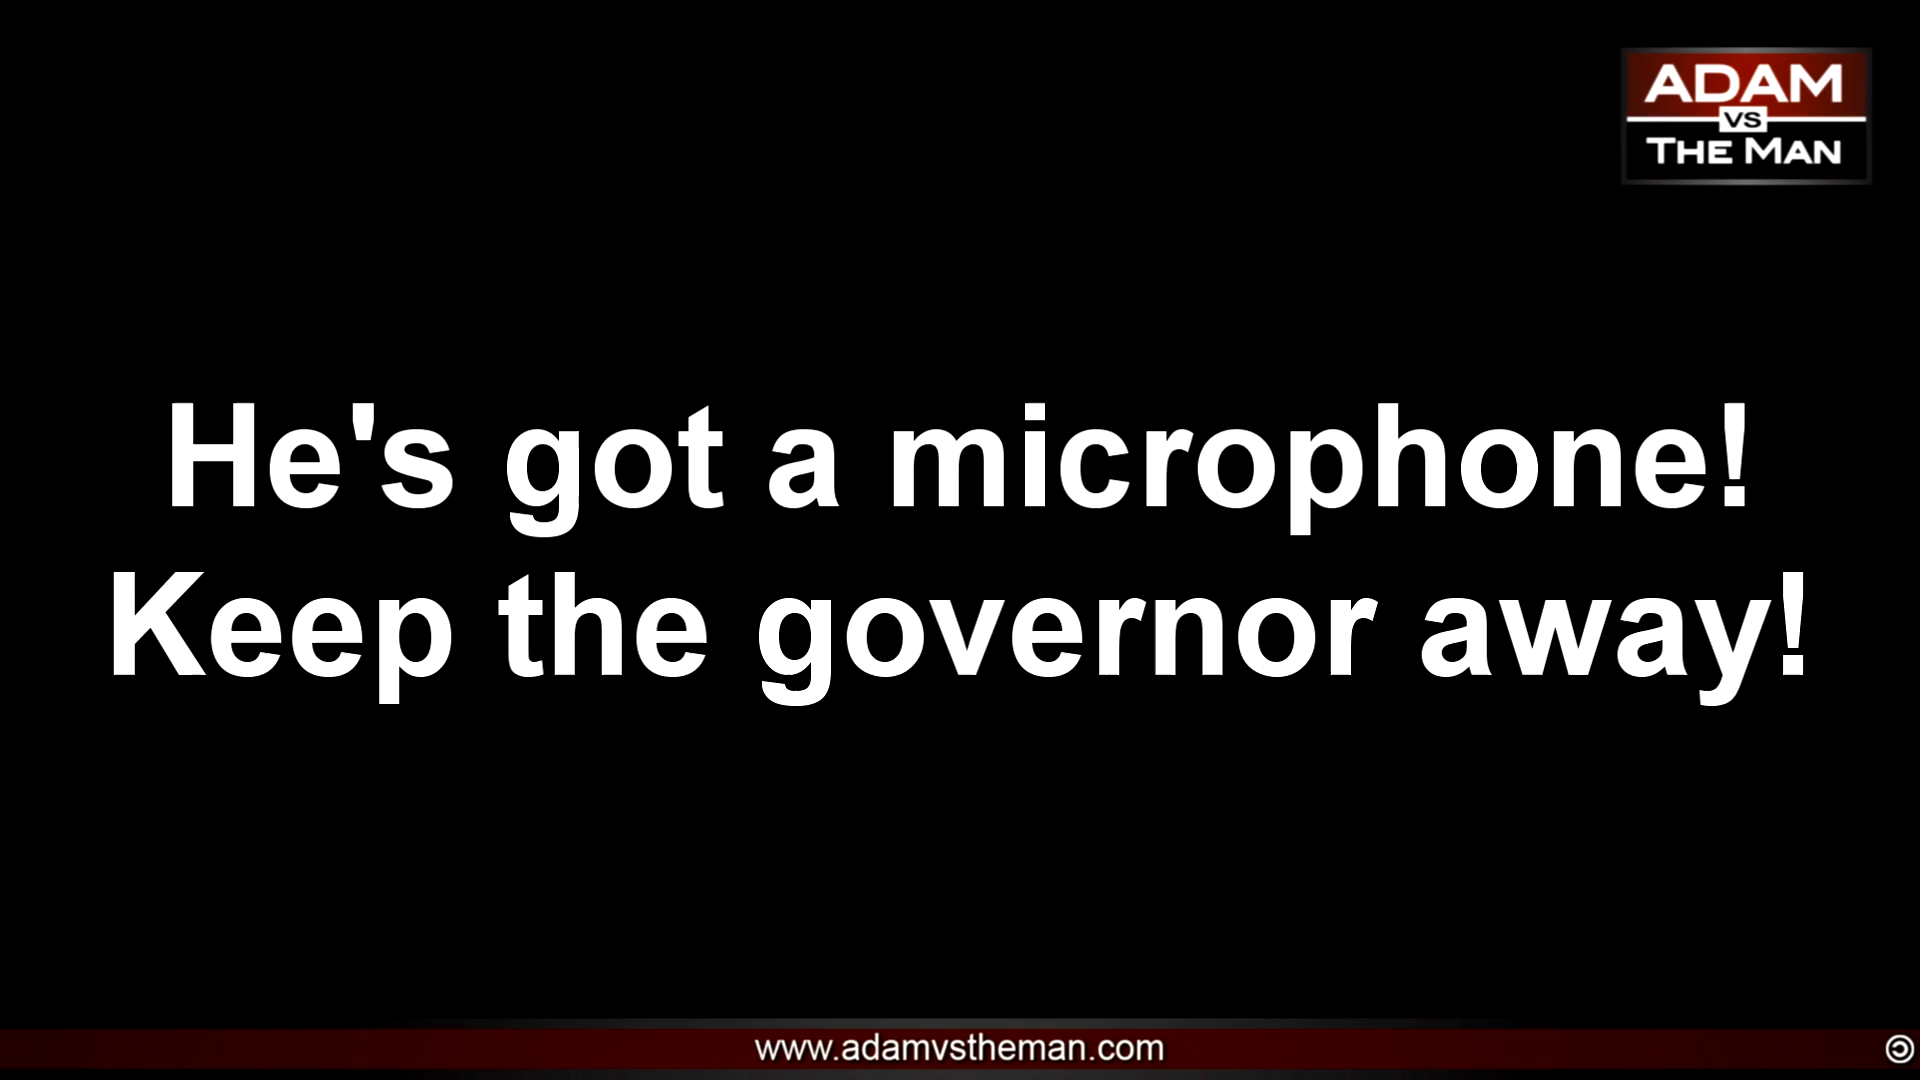 ADAM
VS
THE MAN
He's got a microphone!
Keep the governor away!
www.adamvstheman.com